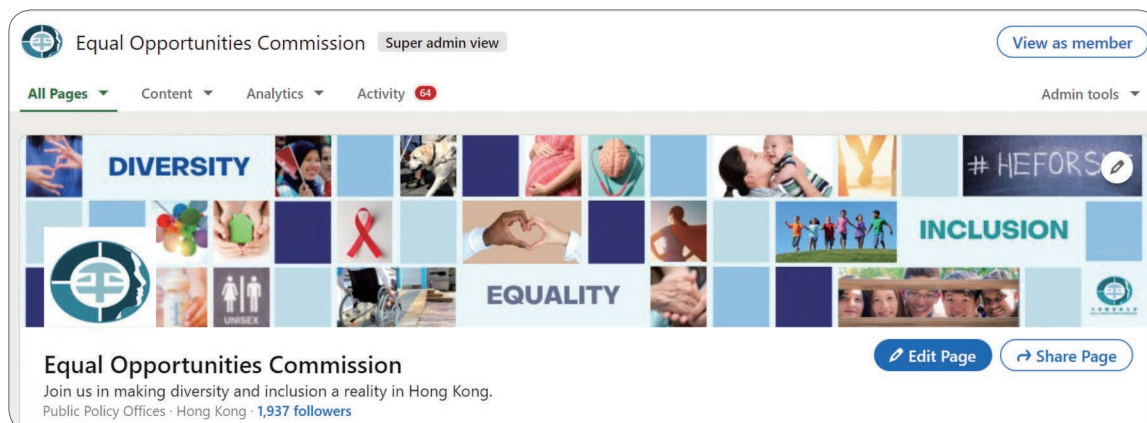 Equal Opportunities Commission Super admin view View as member
All Pages Content Analytics Activity 64 Admin tools
DIVERSITY
# HEFORS
INCLUSION
EQUALITY
UNISEX
Edit Page Share Page
Equal Opportunities Commission
Join us in making diversity and inclusion a reality in Hong Kong.
Public Policy Offices · Hong Kong · 1,937 followers